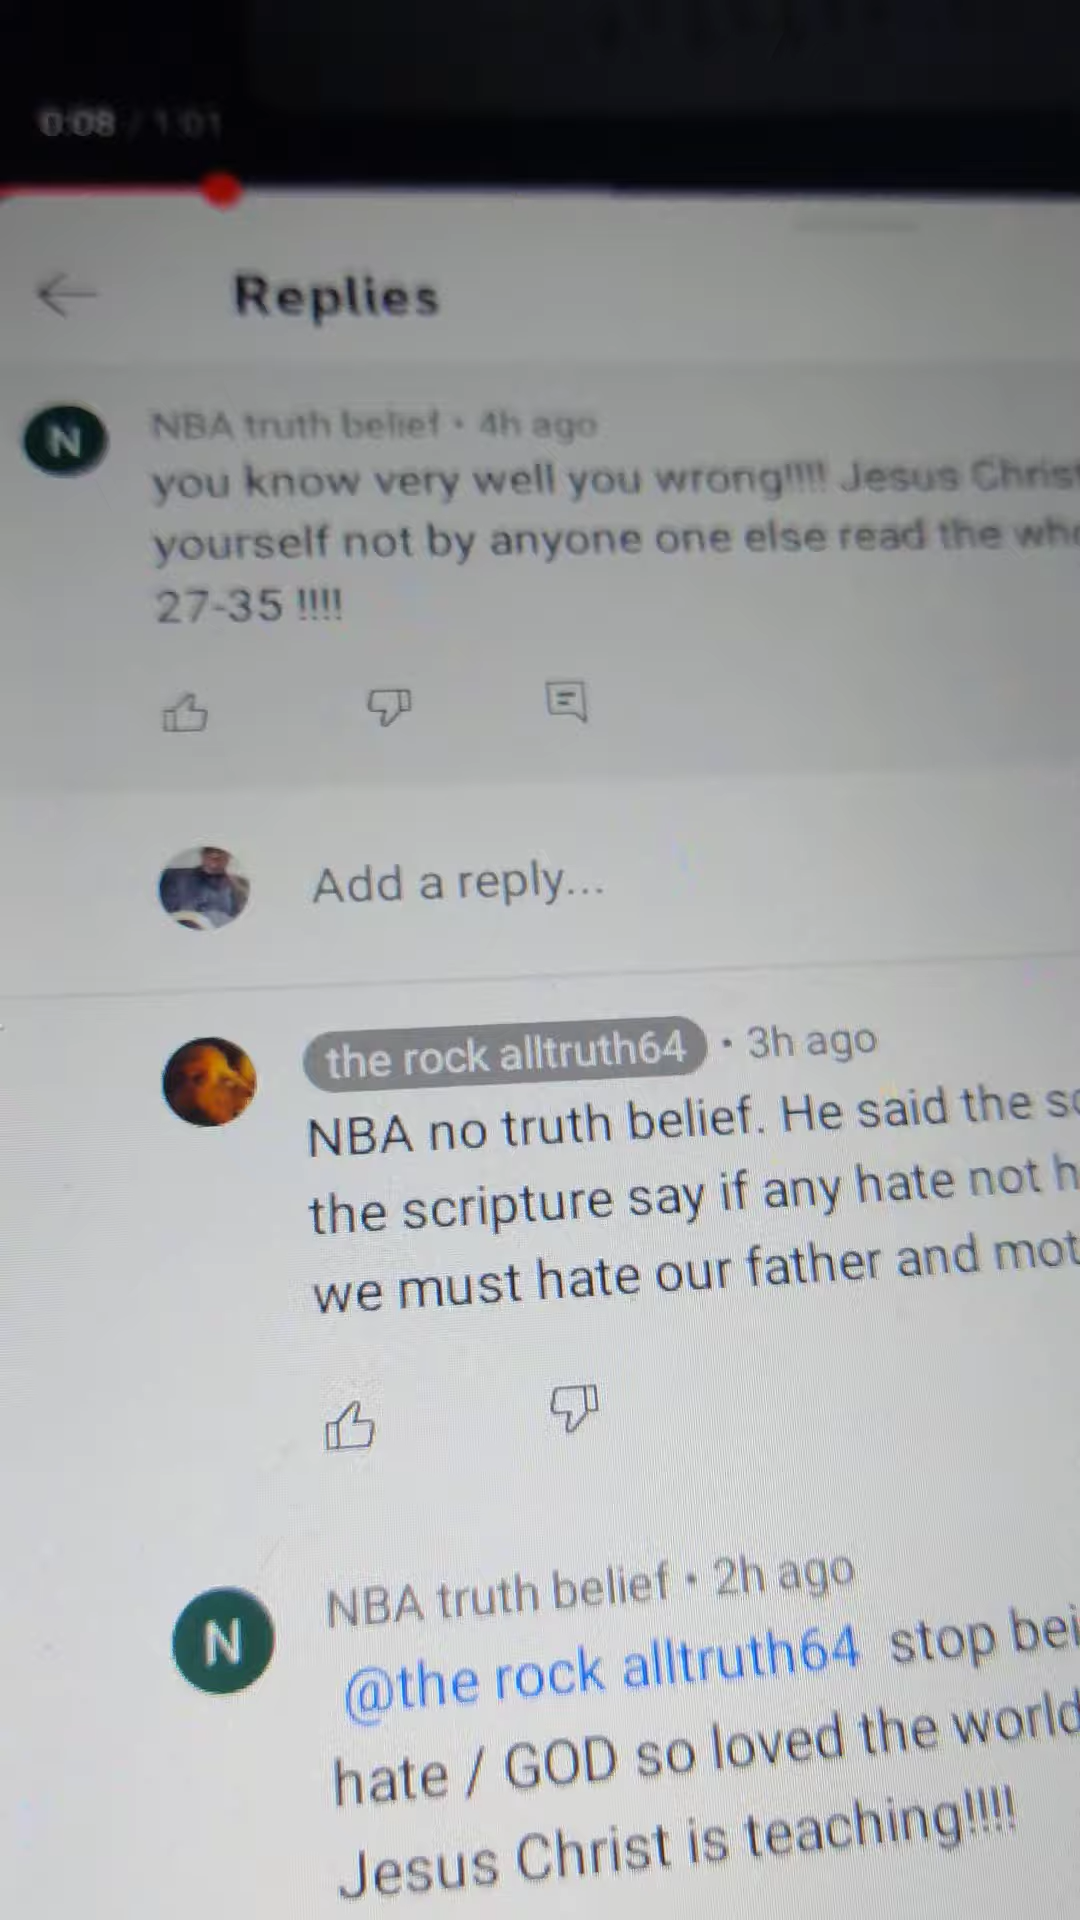 0:08 / 1:01
Replies
N
NBA truth belief • 4h ago
you know very well you wrong!!!! Jesus Christ
yourself not by anyone one else read the
27-35 !!!!
Add a reply...
the rock alltruth64 • 3h ago
NBA no truth belief. He said the
the scripture say if any hate not
we must hate our father and
N
NBA truth belief • 2h ago
@the rock alltruth64 stop
hate / GOD so loved the world
Jesus Christ is teaching!!!!